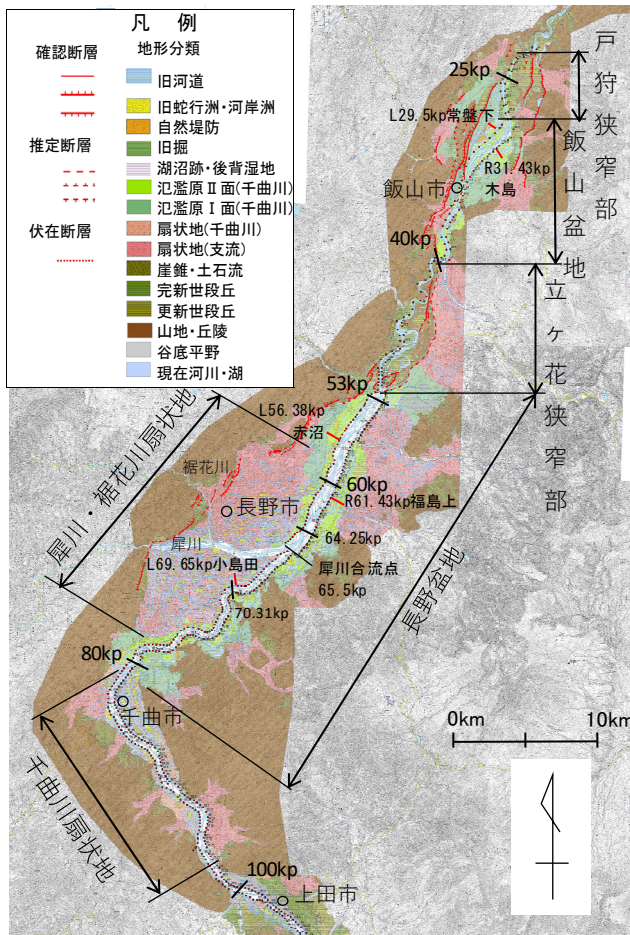 凡 例
確認断層
推定断層
伏在断層
地形分類
旧河道
旧蛇行洲・河岸洲
自然堤防
旧掘
湖沼跡・後背湿地
氾濫原Ⅱ面(千曲川)
氾濫原Ⅰ面(千曲川)
扇状地(千曲川)
扇状地(支流)
崖錐・土石流
完新世段丘
更新世段丘
山地・丘陵
谷底平野
現在河川・湖
25kp
戸狩狭窄部
L29.5kp常盤下
R31.43kp
木島
飯山市
飯山盆地
40kp
立ヶ花狭窄部
53kp
L56.38kp
赤沼
犀川・裾花川扇状地
裾花川
60kp
長野市
R61.43kp福島上
犀川
64.25kp
L69.65kp小島田
犀川合流点
65.5kp
70.31kp
長野盆地
80kp
千曲市
0km
10km
千曲川扇状地
100kp
上田市